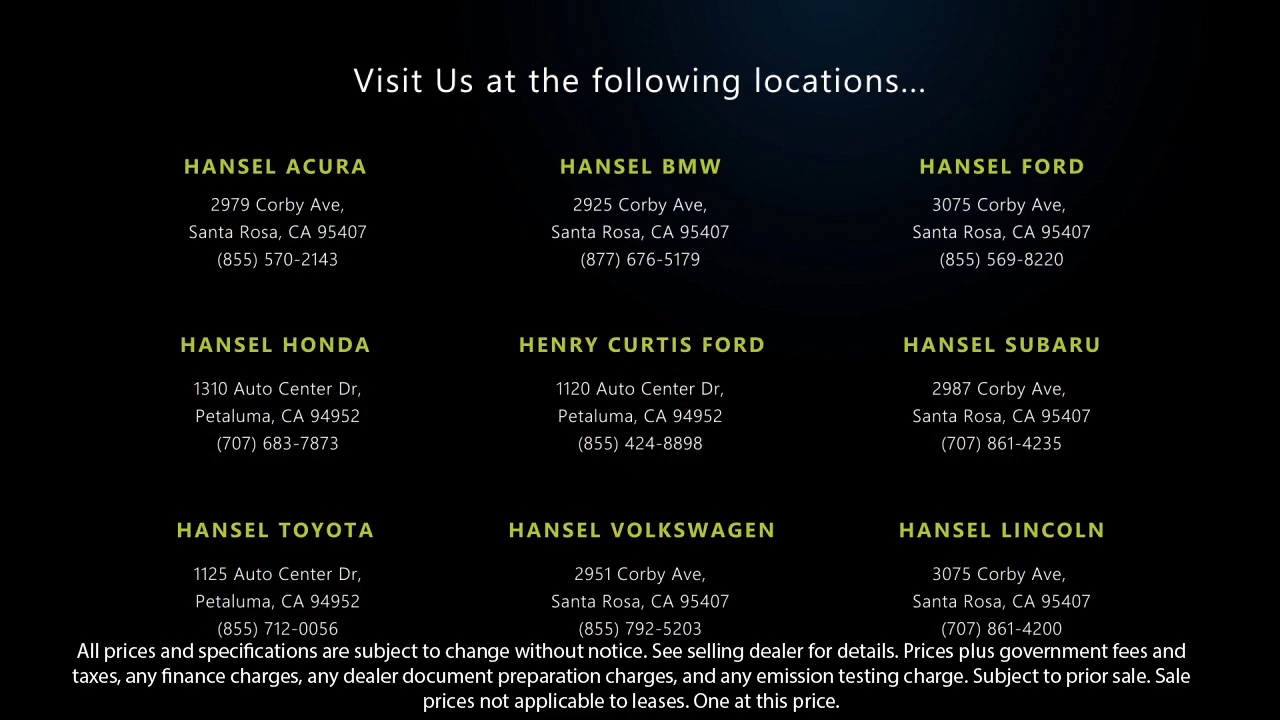 Visit Us at the following locations...
HANSEL ACURA
2979 Corby Ave,
Santa Rosa, CA 95407
(855) 570-2143
HANSEL BMW
2925 Corby Ave,
Santa Rosa, CA 95407
(877) 676-5179
HANSEL FORD
3075 Corby Ave,
Santa Rosa, CA 95407
(855) 569-8220
HANSEL HONDA
1310 Auto Center Dr,
Petaluma, CA 94952
(707) 683-7873
HENRY CURTIS FORD
1120 Auto Center Dr,
Petaluma, CA 94952
(855) 424-8898
HANSEL SUBARU
2987 Corby Ave,
Santa Rosa, CA 95407
(707) 861-4235
HANSEL TOYOTA
1125 Auto Center Dr,
Petaluma, CA 94952
(855) 712-0056
HANSEL VOLKSWAGEN
2951 Corby Ave,
Santa Rosa, CA 95407
(855) 792-5203
HANSEL LINCOLN
3075 Corby Ave,
Santa Rosa, CA 95407
(707) 861-4200
All prices and specifications are subject to change without notice. See selling dealer for details. Prices plus government fees and
taxes, any finance charges, any dealer document preparation charges, and any emission testing charge. Subject to prior sale. Sale
prices not applicable to leases. One at this price.